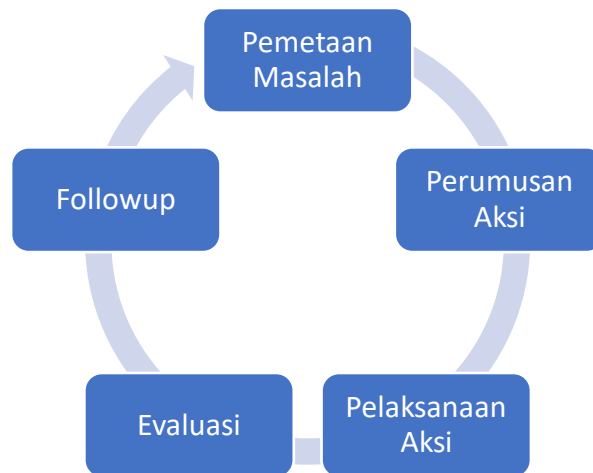 Pemetaan
Masalah
Perumusan
Aksi
Pelaksanaan
Aksi
Evaluasi
Followup